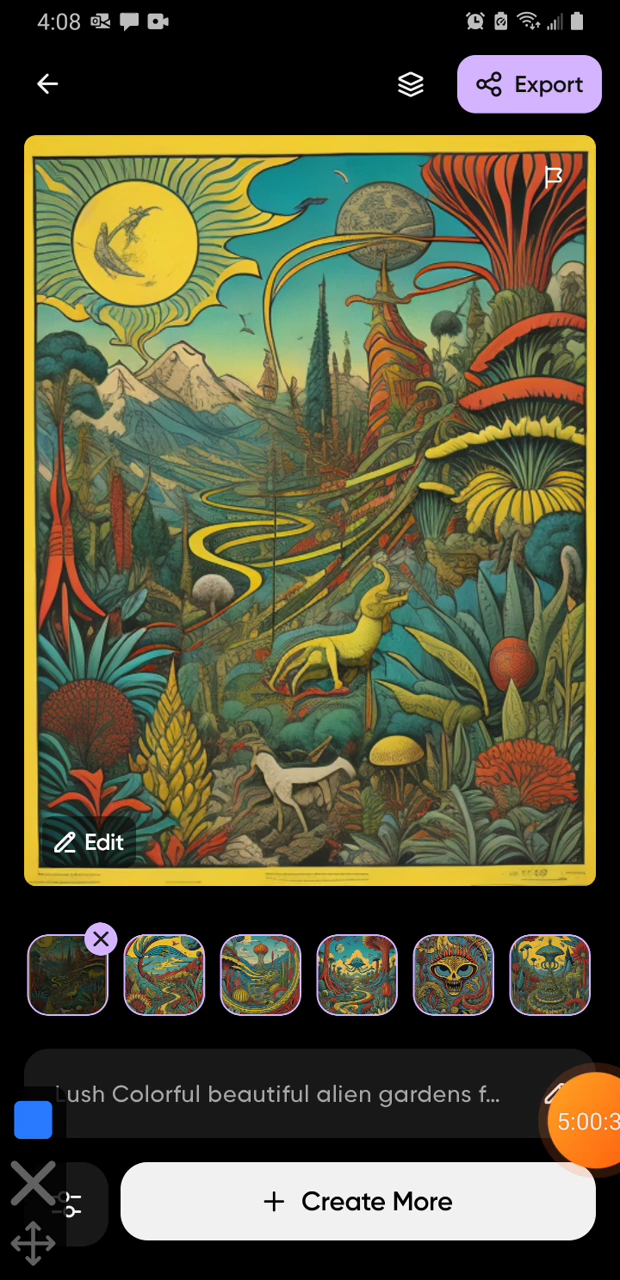 4:08
Export
Edit
Lush Colorful beautiful alien gardens f...
5:00:3
Create More